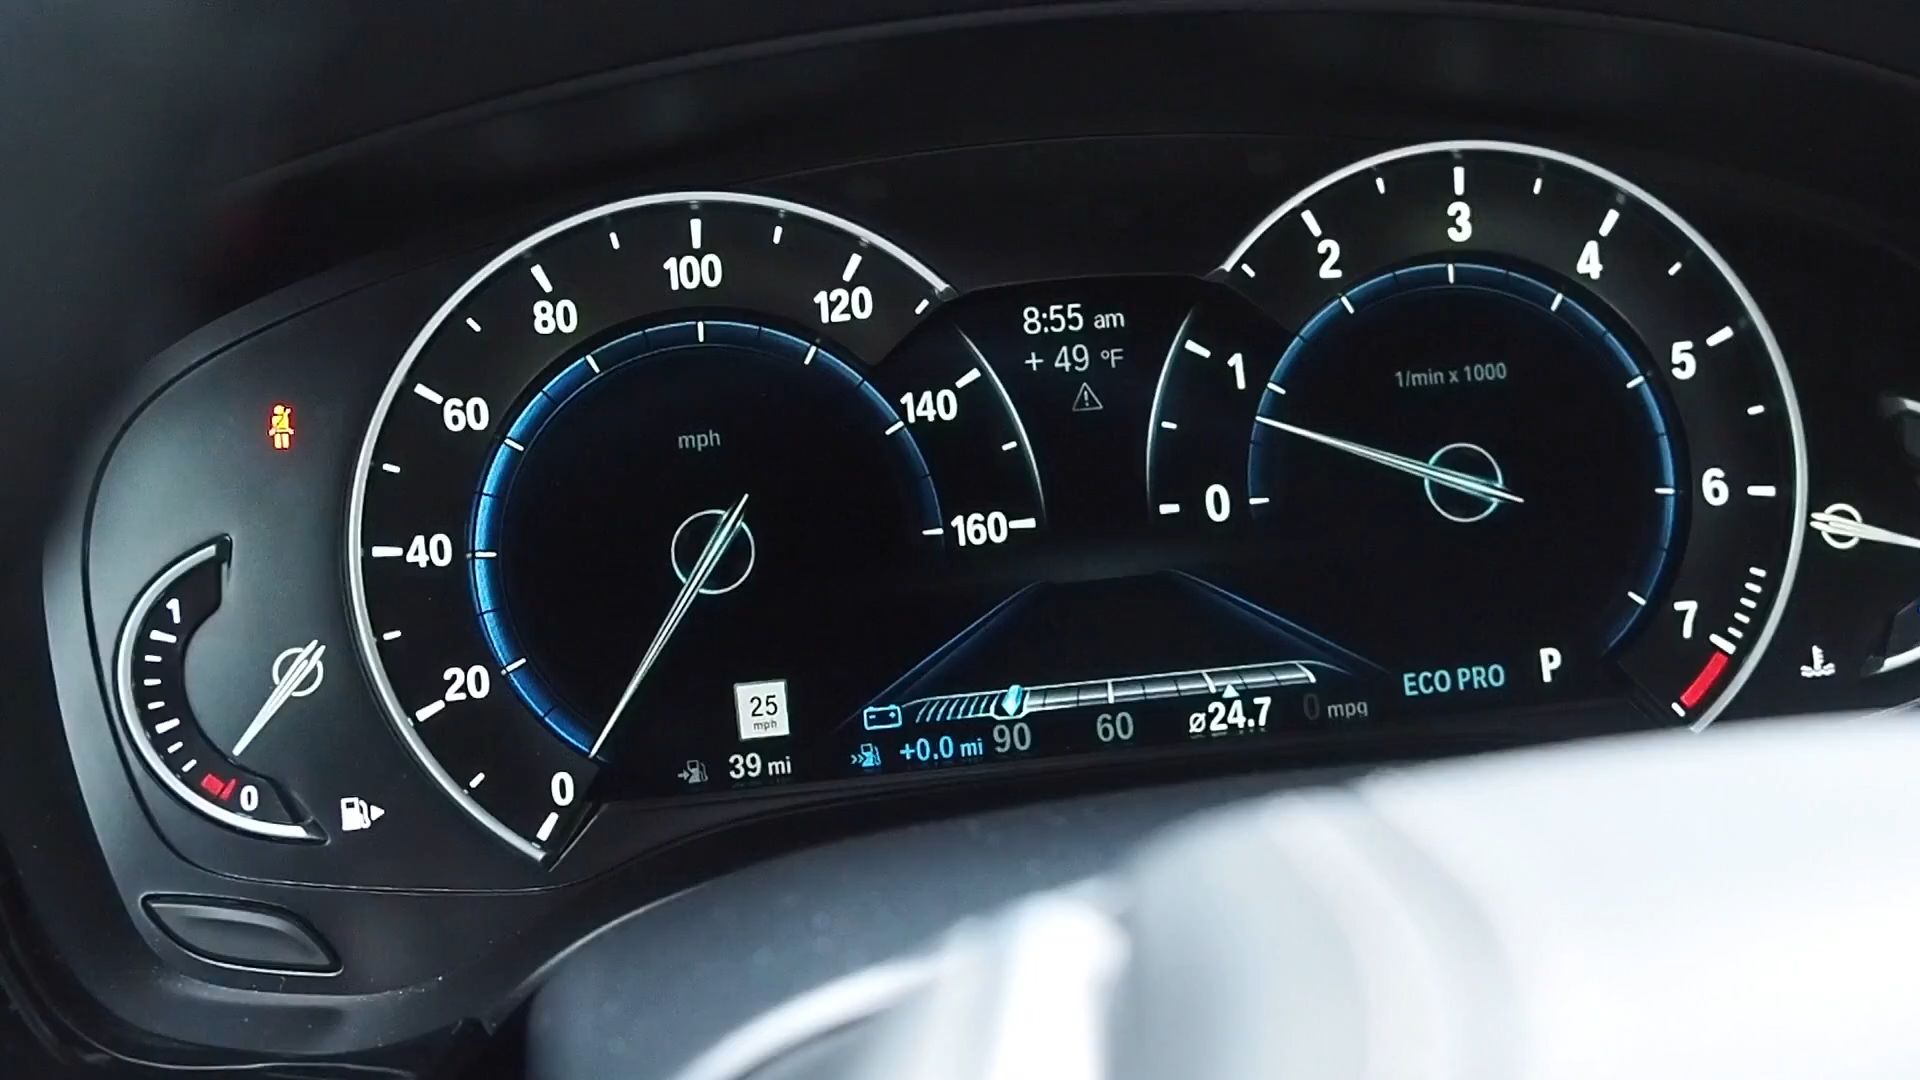 0
20
40
60
80
100
120
140
160
mph
8:55 am
+ 49 °F
0
1
2
3
4
5
6
7
1/min x 1000
1
0
25
mph
39 mi
+0.0 mi
90
60
ø24.7
0 mpg
ECO PRO
P